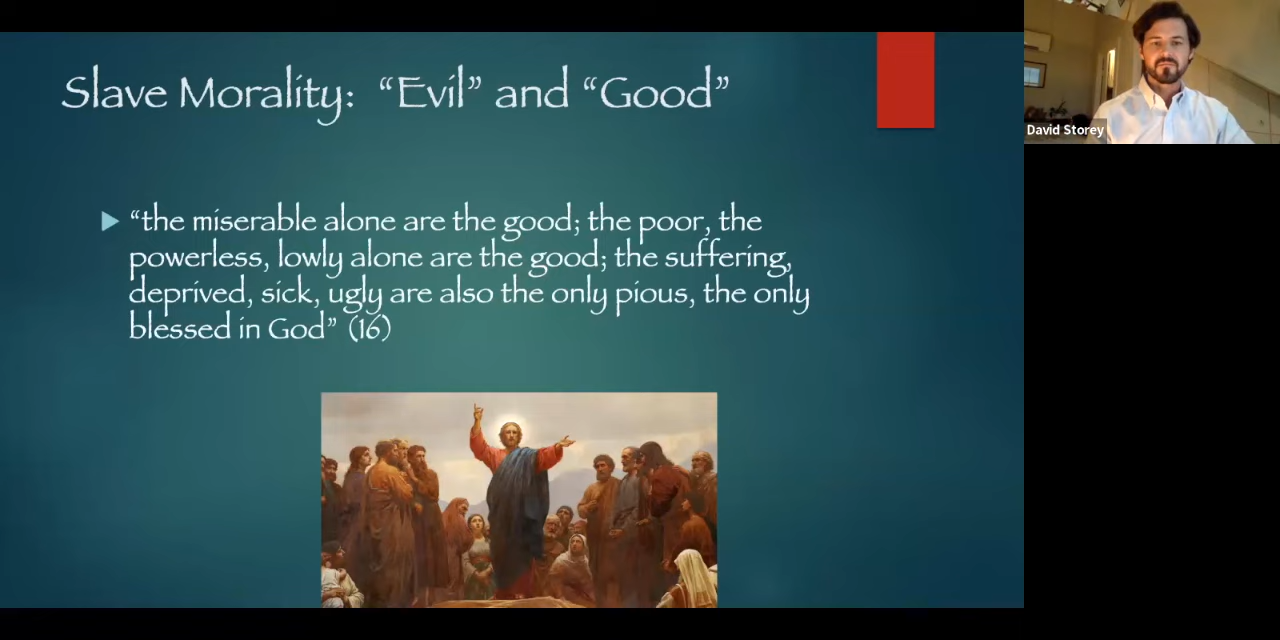 Slave Morality: “Evil” and “Good”
“the miserable alone are the good; the poor, the
powerless, lowly alone are the good; the suffering,
deprived, sick, ugly are also the only pious, the only
blessed in God” (16)
David Storey